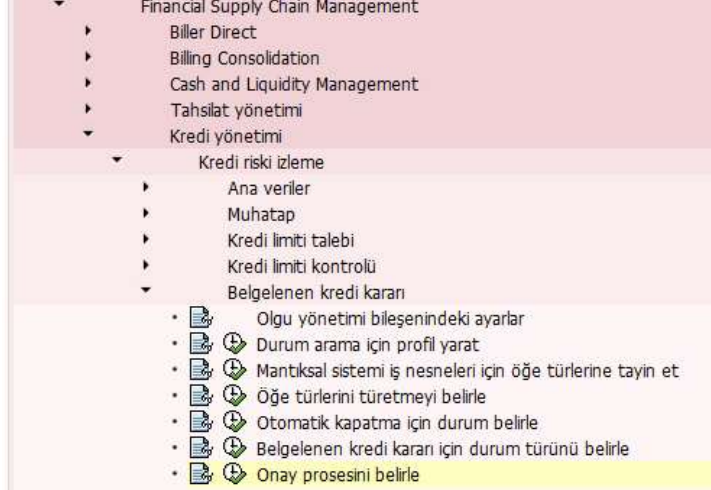 Financial Supply Chain Management
Biller Direct
Billing Consolidation
Cash and Liquidity Management
Tahsilat yönetimi
Kredi yönetimi
Kredi riski izleme
Ana veriler
Muhatap
Kredi limiti talebi
Kredi limiti kontrolü
Belgelenen kredi kararı
Olgu yönetimi bileşenindeki ayarlar
Durum arama için profil yarat
Mantıksal sistemi iş nesneleri için öğe türlerine tayin et
Öğe türlerini türetmeyi belirle
Otomatik kapatma için durum belirle
Belgelenen kredi kararı için durum türünü belirle
Onay prosesini belirle